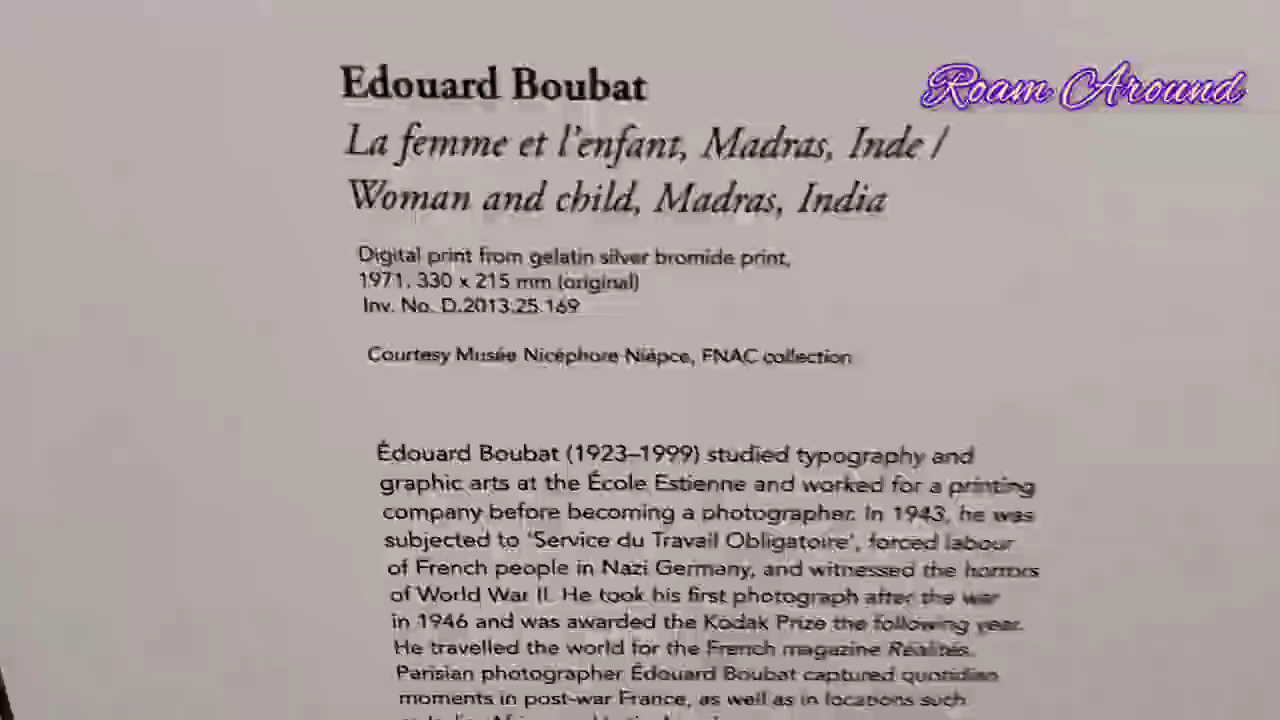 Edouard Boubat
Roam Around
La femme et l'enfant, Madras, Inde /
Woman and child, Madras, India
Digital print from gelatin silver bromide print,
1971, 330 x 215 mm (original)
Inv. No. D.2013.25.169
Courtesy Musée Nicéphore Niépce, FNAC collection
Édouard Boubat (1923–1999) studied typography and
graphic arts at the École Estienne and worked for a printing
company before becoming a photographer. In 1943, he was
subjected to 'Service du Travail Obligatoire', forced labour
of French people in Nazi Germany, and witnessed the horrors
of World War II. He took his first photograph after the war
in 1946 and was awarded the Kodak Prize the following year.
He travelled the world for the French magazine Réalités.
Parisian photographer Édouard Boubat captured quotidian
moments in post-war France, as well as in locations such